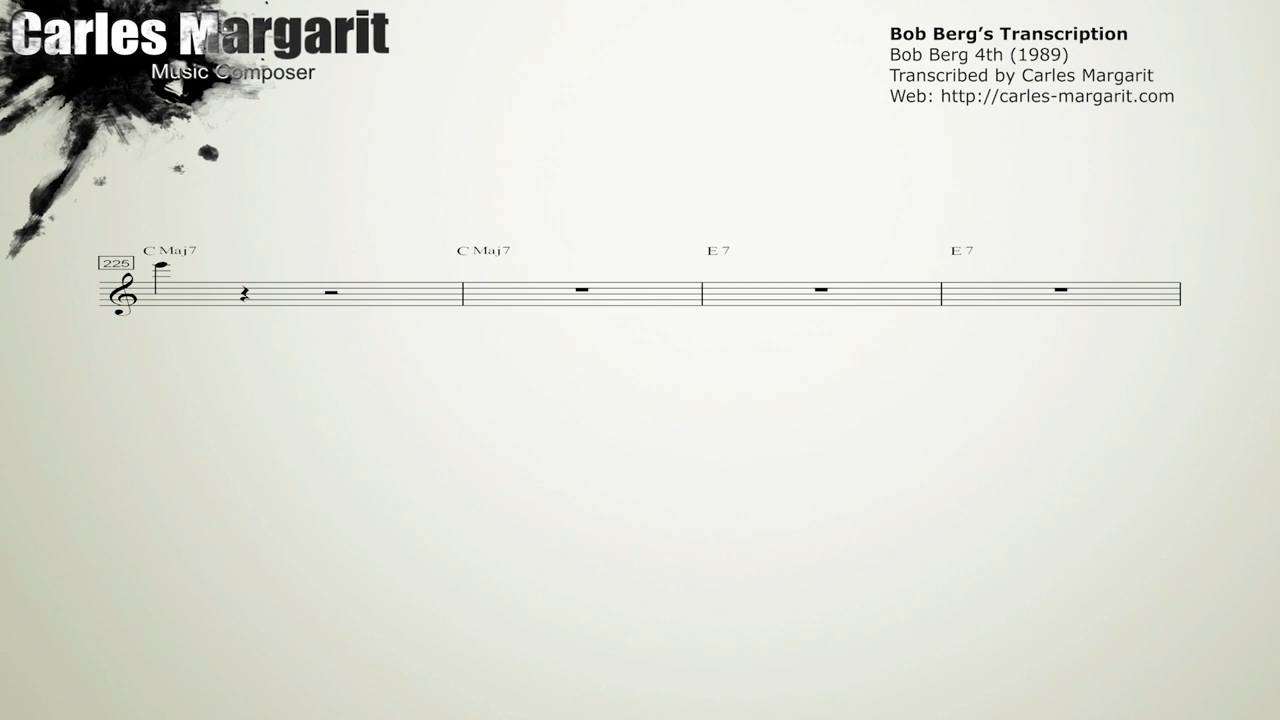 Carles Margarit
Music Composer
Bob Berg’s Transcription
Bob Berg 4th (1989)
Transcribed by Carles Margarit
Web: http://carles-margarit.com
C Maj7 C Maj7 E 7 E 7
225